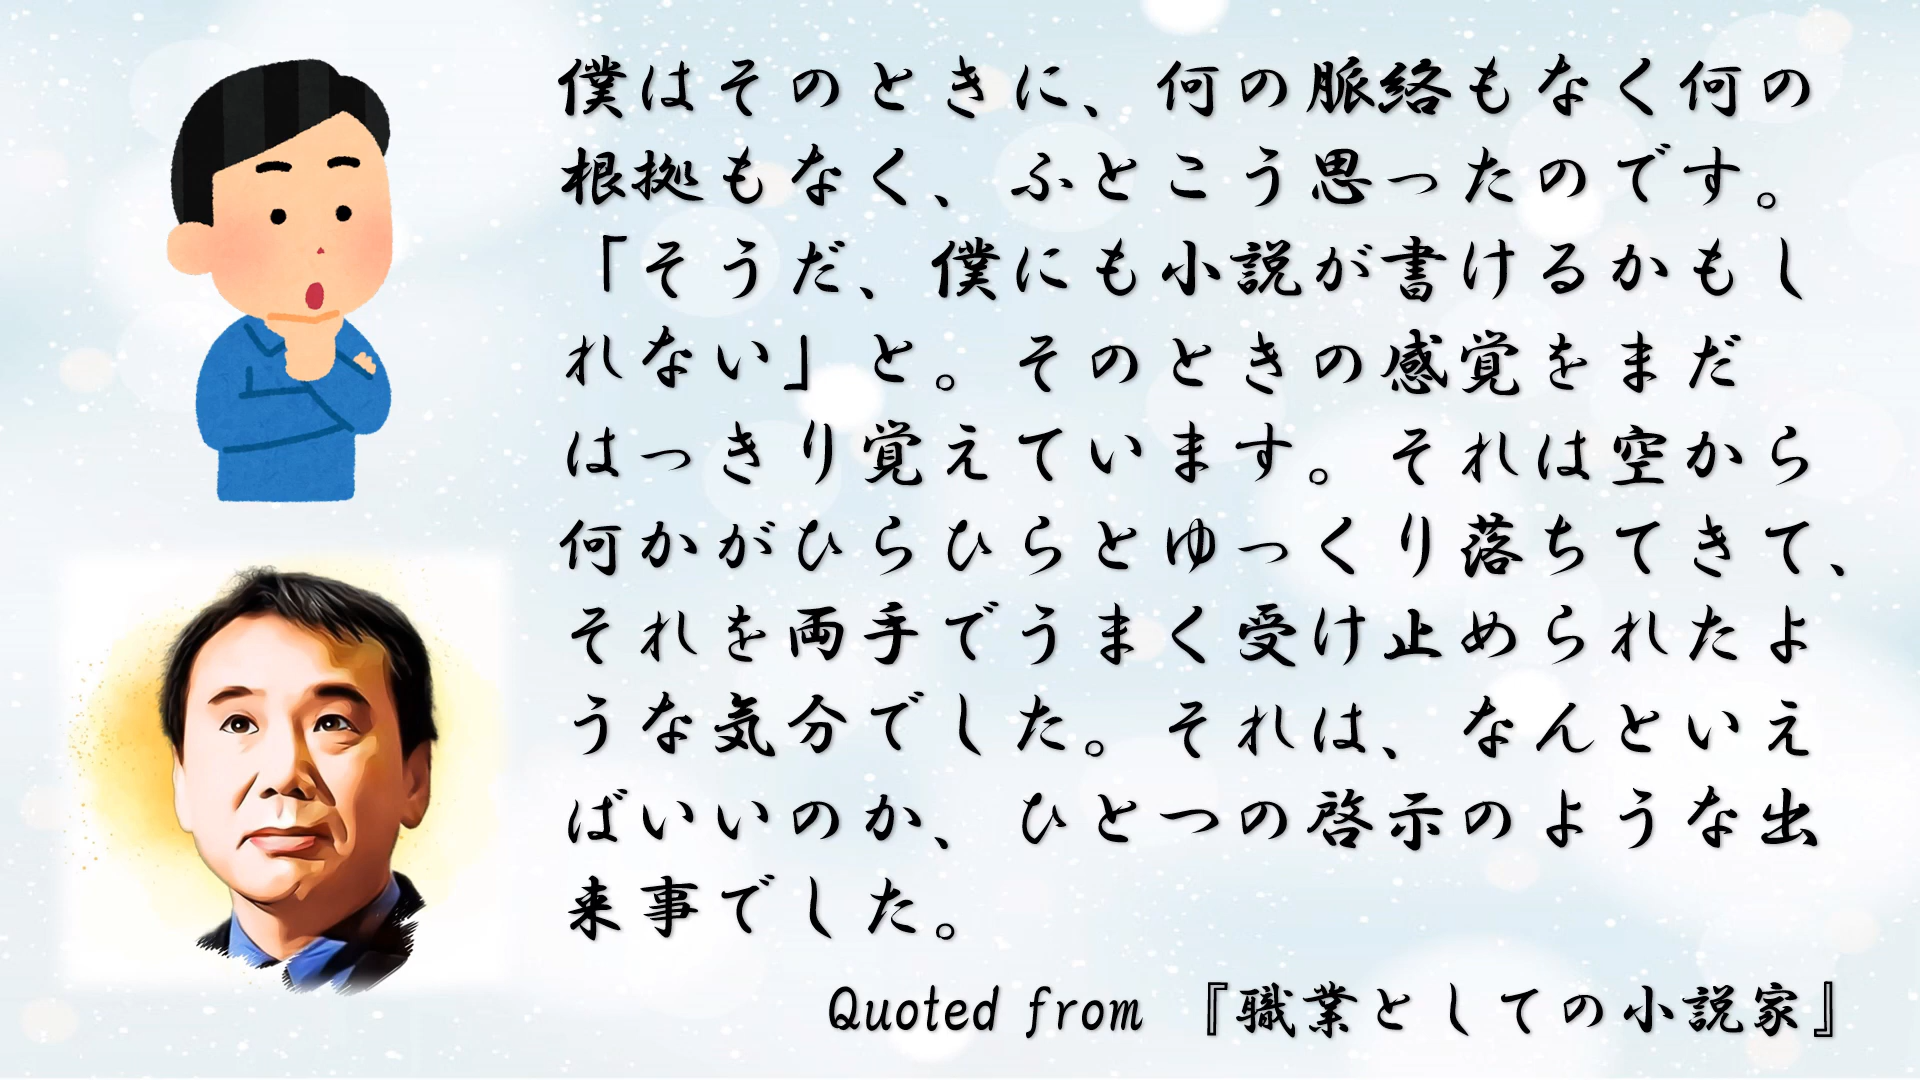 僕はそのときに、何の脈絡もなく何の
根拠もなく、ふとこう思ったのです。
「そうだ、僕にも小説が書けるかもし
れない」と。そのときの感覚をまだ
はっきり覚えています。それは空から
何かがひらひらとゆっくり落ちてきて、
それを両手でうまく受け止められたよ
うな気分でした。それは、なんといえ
ばいいのか、ひとつの啓示のような出
来事でした。
Quoted from 『職業としての小説家』